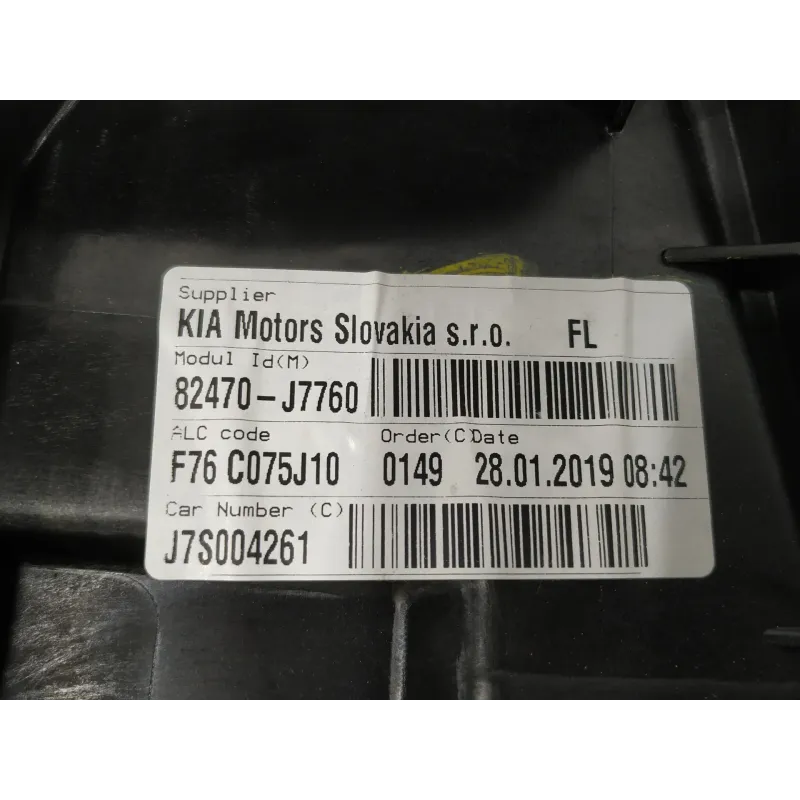 Supplier
KIA Motors Slovakia s.r.o. FL
Modul Id(M)
82470-J7760
ALC code Order(C)Date
F76 C075J10 0149 28.01.2019 08:42
Car Number (C)
J7S004261